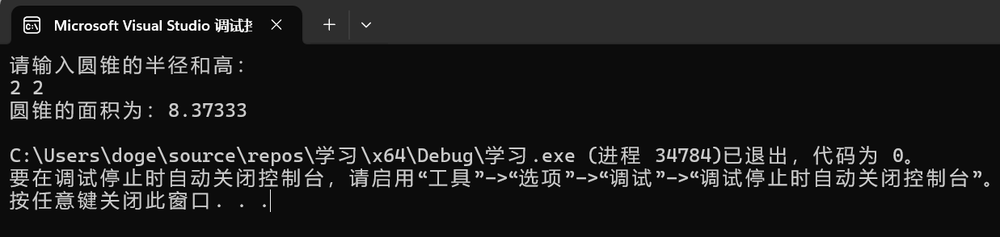 Microsoft Visual Studio 调试控
请输入圆锥的半径和高：
2 2
圆锥的面积为：8.37333
C:\Users\doge\source\repos\学习\x64\Debug\学习.exe (进程 34784)已退出，代码为 0。
要在调试停止时自动关闭控制台，请启用“工具”->“选项”->“调试”->“调试停止时自动关闭控制台”。
按任意键关闭此窗口. . .